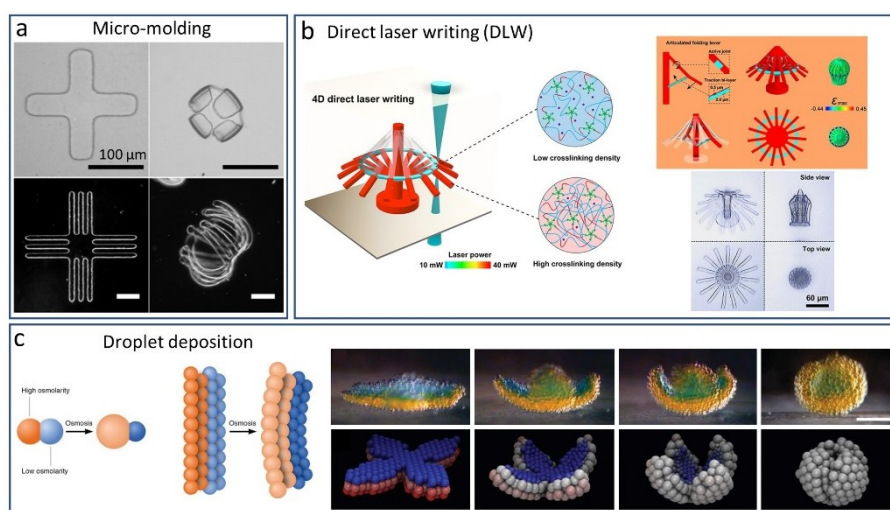 a
Micro-molding
100 μm
b
Direct laser writing (DLW)
4D direct laser writing
Low crosslinking density
High crosslinking density
Laser power
10 mW
40 mW
Articulated folding lever
Active joint
Traction bi-layer
-0.44
0.45
Side view
Top view
60 μm
c
Droplet deposition
High osmolarity
Osmosis
Low osmolarity
Osmosis